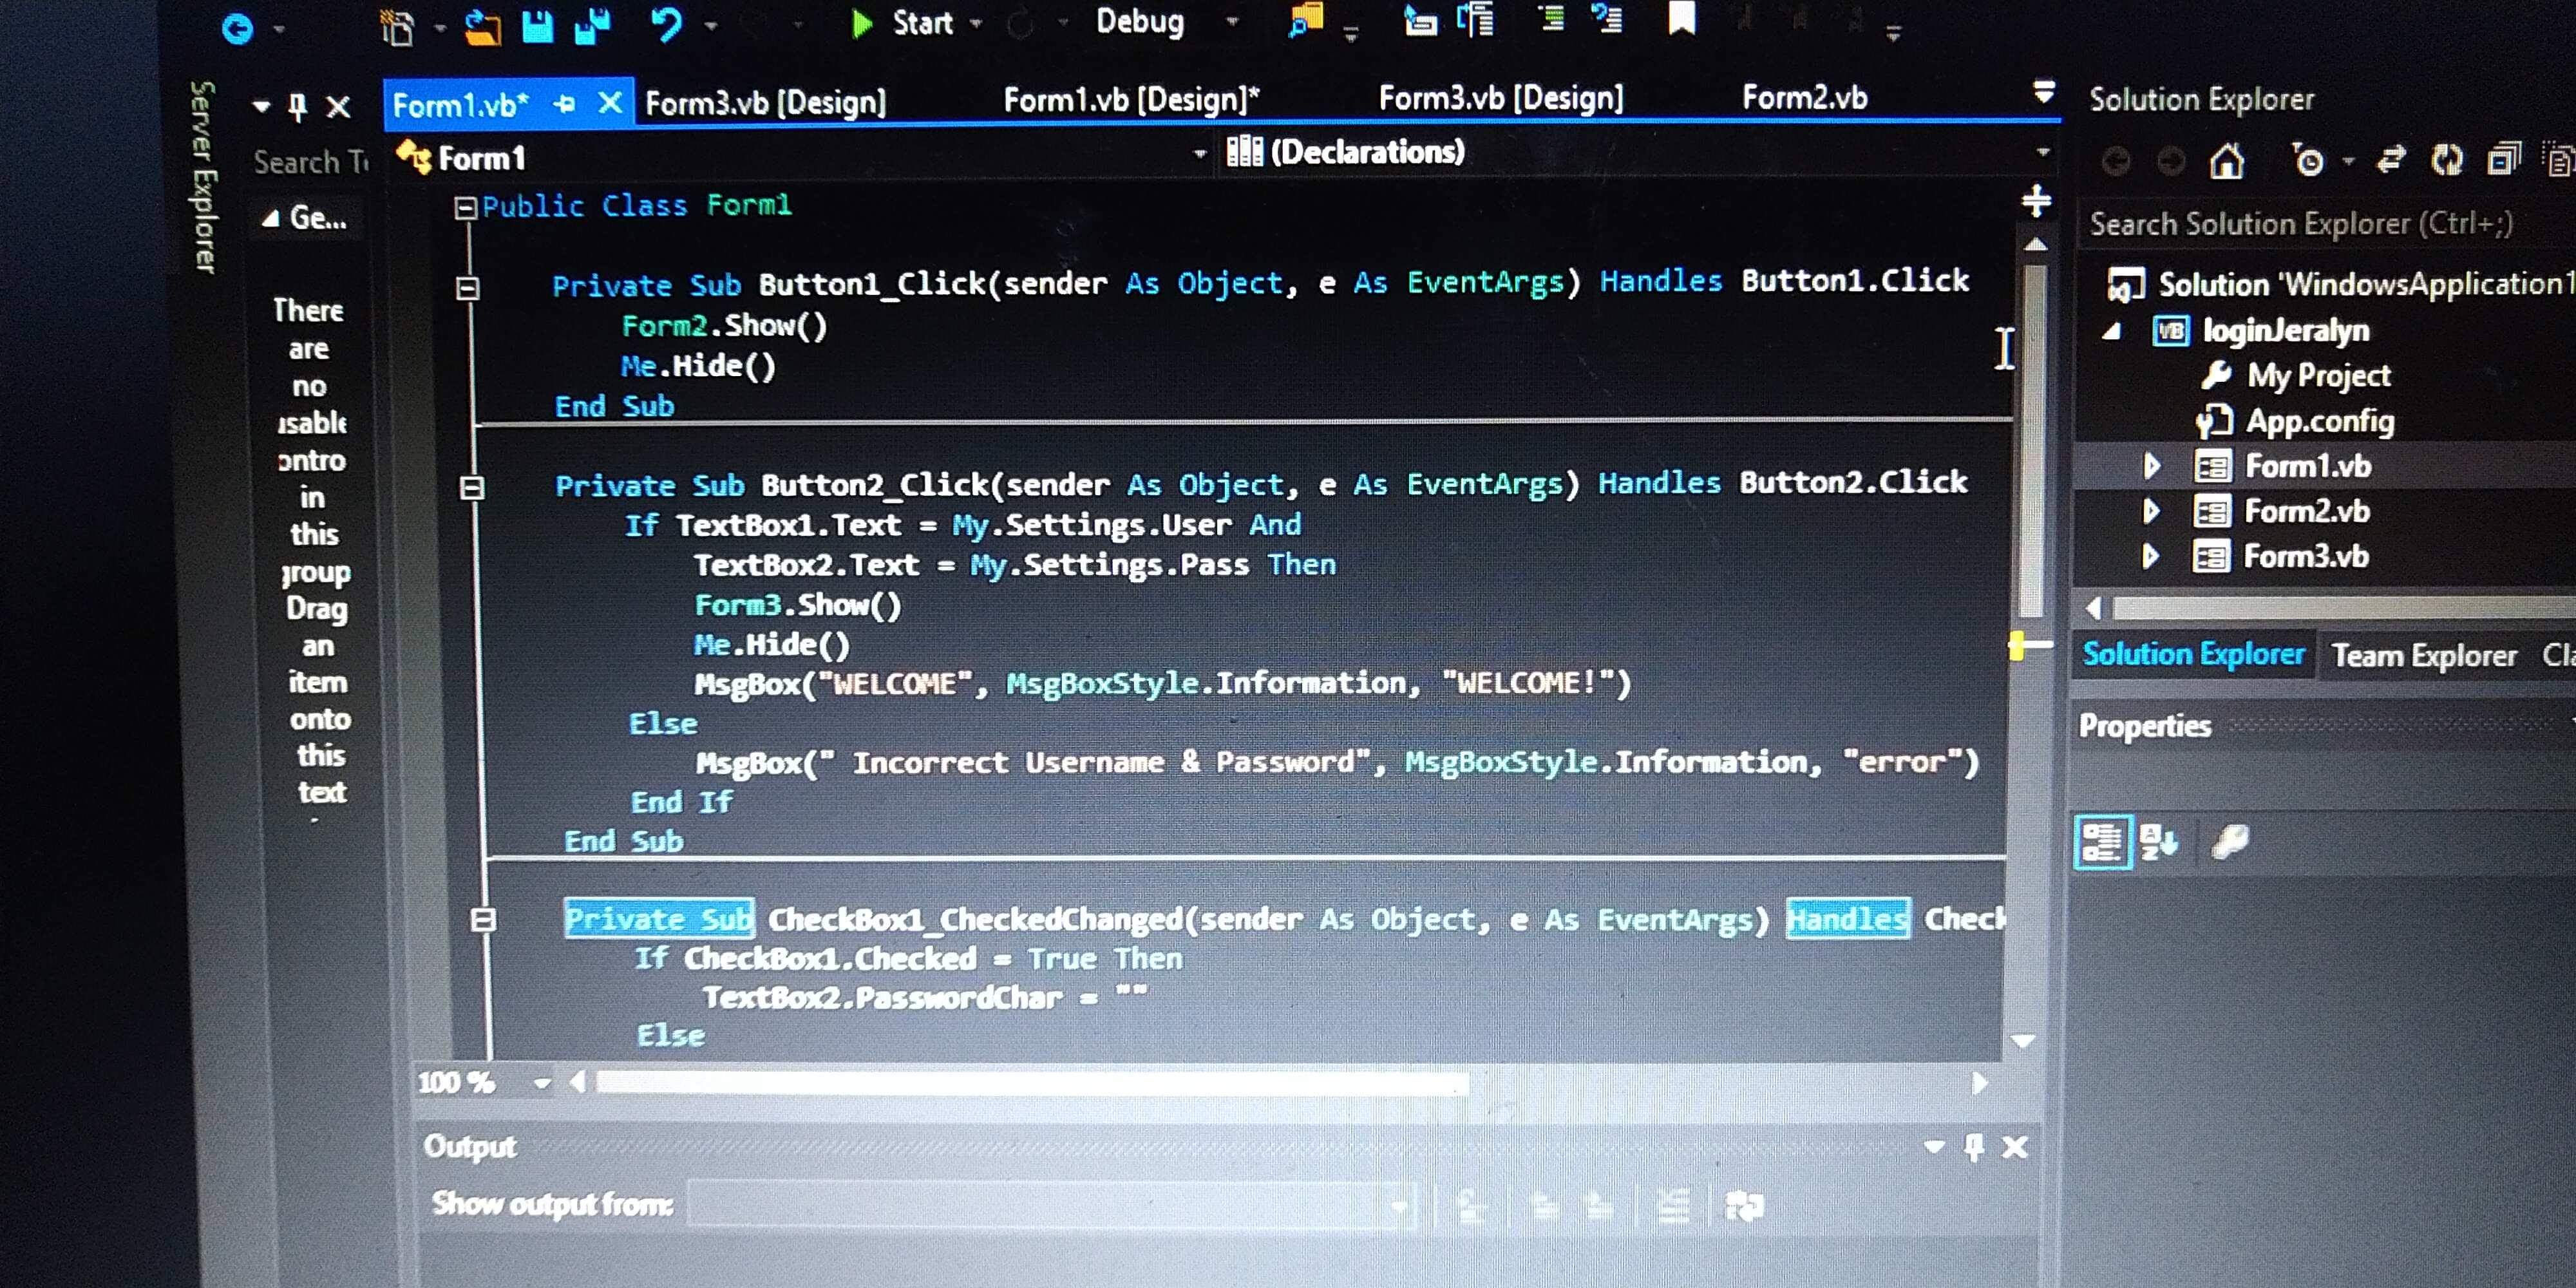 Start Debug
Server Explorer
Form1.vb* Form3.vb [Design] Form1.vb [Design]* Form3.vb [Design] Form2.vb
Search
Form1 (Declarations)
Ge...
There
are
no
usable
in
this
group
Drag
an
item
onto
this
text
.
Public Class Form1
Private Sub Button1_Click(sender As Object, e As EventArgs) Handles Button1.Click
Form2.Show()
Me.Hide()
End Sub
Private Sub Button2_Click(sender As Object, e As EventArgs) Handles Button2.Click
If TextBox1.Text = My.Settings.User And
TextBox2.Text = My.Settings.Pass Then
Form3.Show()
Me.Hide()
MsgBox("WELCOME", MsgBoxStyle.Information, "WELCOME!")
Else
MsgBox(" Incorrect Username & Password", MsgBoxStyle.Information, "error")
End If
End Sub
Private Sub CheckBox1_CheckedChanged(sender As Object, e As EventArgs) Handles Check
If CheckBox1.Checked = True Then
TextBox2.PasswordChar = ""
Else
100 %
Output
Show output from:
Solution Explorer
Search Solution Explorer (Ctrl+;)
Solution 'WindowsApplication1
VB loginJeralyn
My Project
App.config
Form1.vb
Form2.vb
Form3.vb
Solution Explorer Team Explorer Cla
Properties